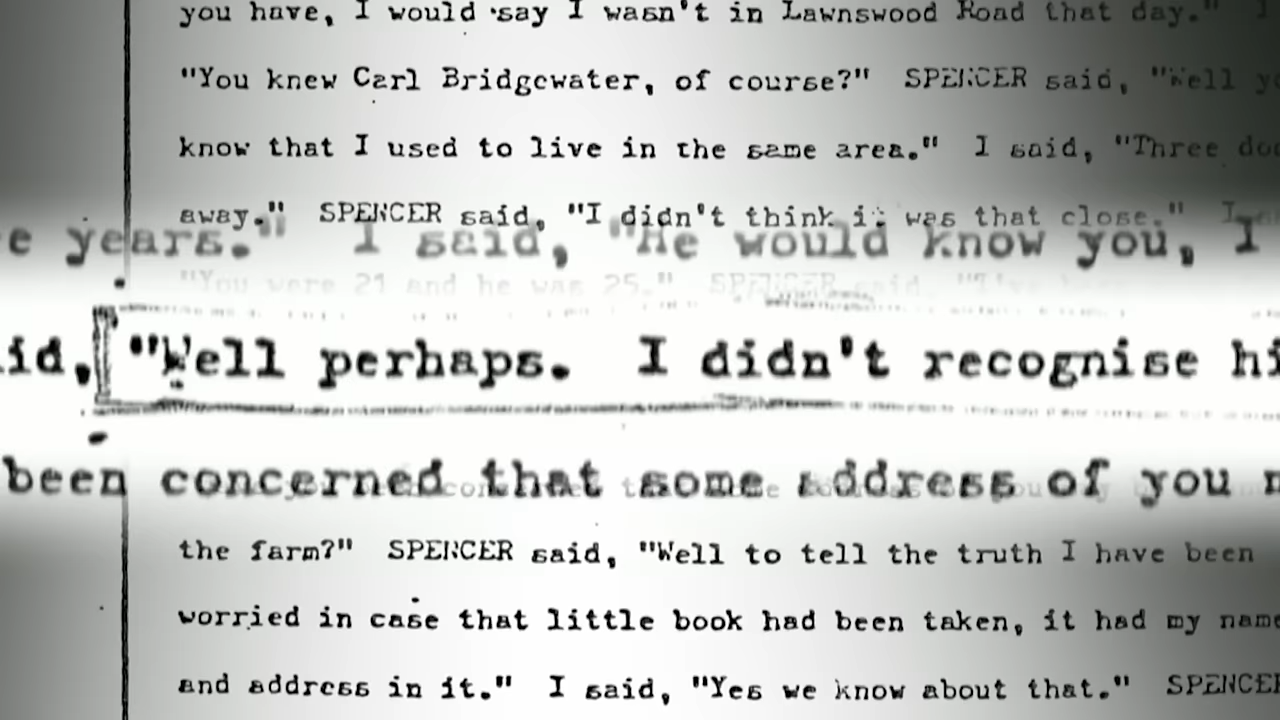 you have, I would say I wasn't in Lawnswood Road that day." I
"You knew Carl Bridgewater, of course?" SPENCER said, "Well
know that I used to live in the same area." I said, "Three
away." SPENCER said, "I didn't think it was that close." I
years." I said, "He would know you, I
"You were 21 and he was 25." SPENCER said, "I've been
"Well perhaps. I didn't recognise
been concerned that some address of you
the farm?" SPENCER said, "Well to tell the truth I have been
worried in case that little book had been taken, it had my name
and address in it." I said, "Yes we know about that." SPENCER